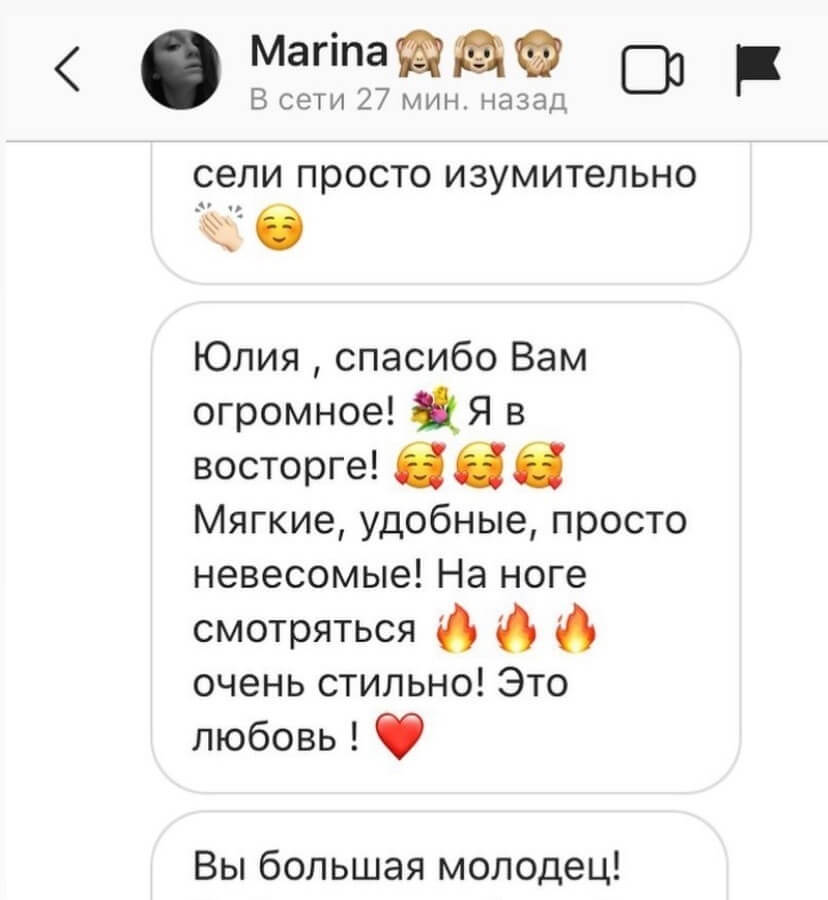 Marina🙈🙉🙊
В сети 27 мин. назад
сели просто изумительно
👏🏻☺️
Юлия , спасибо Вам
огромное! 💐Я в
восторге! 🥰🥰🥰
Мягкие, удобные, просто
невесомые! На ноге
смотряться 🔥🔥🔥
очень стильно! Это
любовь ! ❤️
Вы большая молодец!